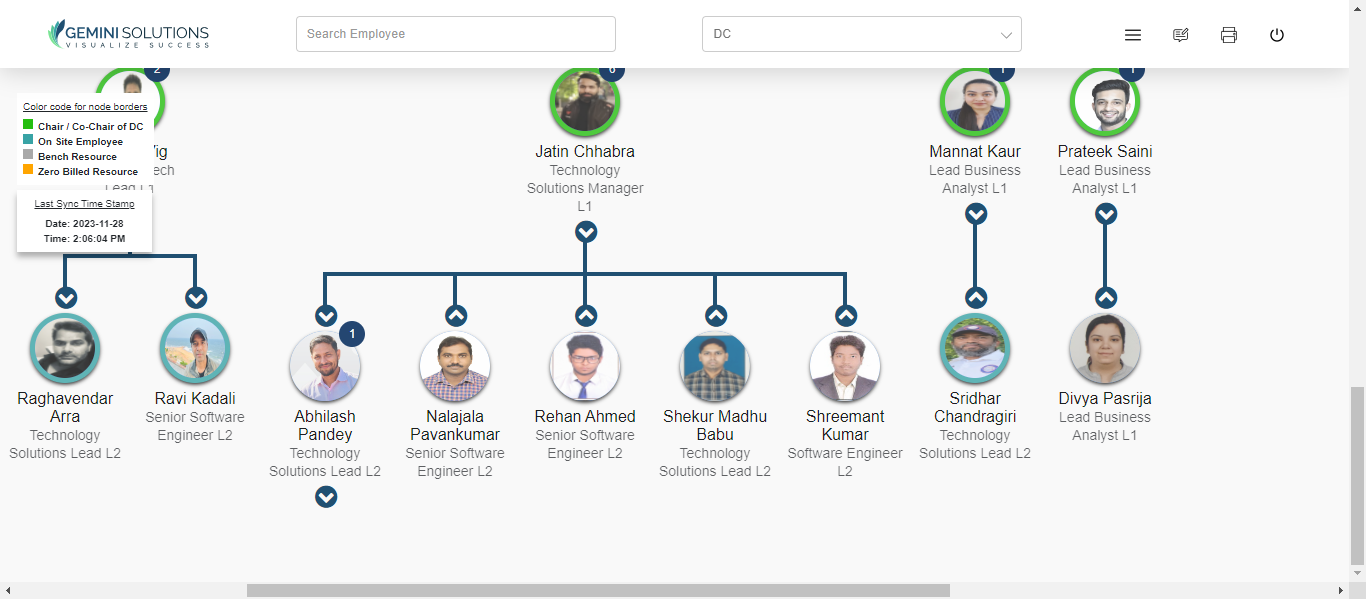 GEMINI SOLUTIONS
VISUALIZE SUCCESS
Search Employee
DC
2
6
1
1
Color code for node borders
Chair / Co-Chair of DC
On Site Employee
Bench Resource
Zero Billed Resource
Last Sync Time Stamp
Date: 2023-11-28
Time: 2:06:04 PM
Jatin Chhabra
Technology
Solutions Manager
L1
Mannat Kaur
Lead Business
Analyst L1
Prateek Saini
Lead Business
Analyst L1
Raghavendar
Arra
Technology
Solutions Lead L2
Ravi Kadali
Senior Software
Engineer L2
1
Abhilash
Pandey
Technology
Solutions Lead L2
Nalajala
Pavankumar
Senior Software
Engineer L2
Rehan Ahmed
Senior Software
Engineer L2
Shekur Madhu
Babu
Technology
Solutions Lead L2
Shreemant
Kumar
Software Engineer
L2
Sridhar
Chandragiri
Technology
Solutions Lead L2
Divya Pasrija
Lead Business
Analyst L1